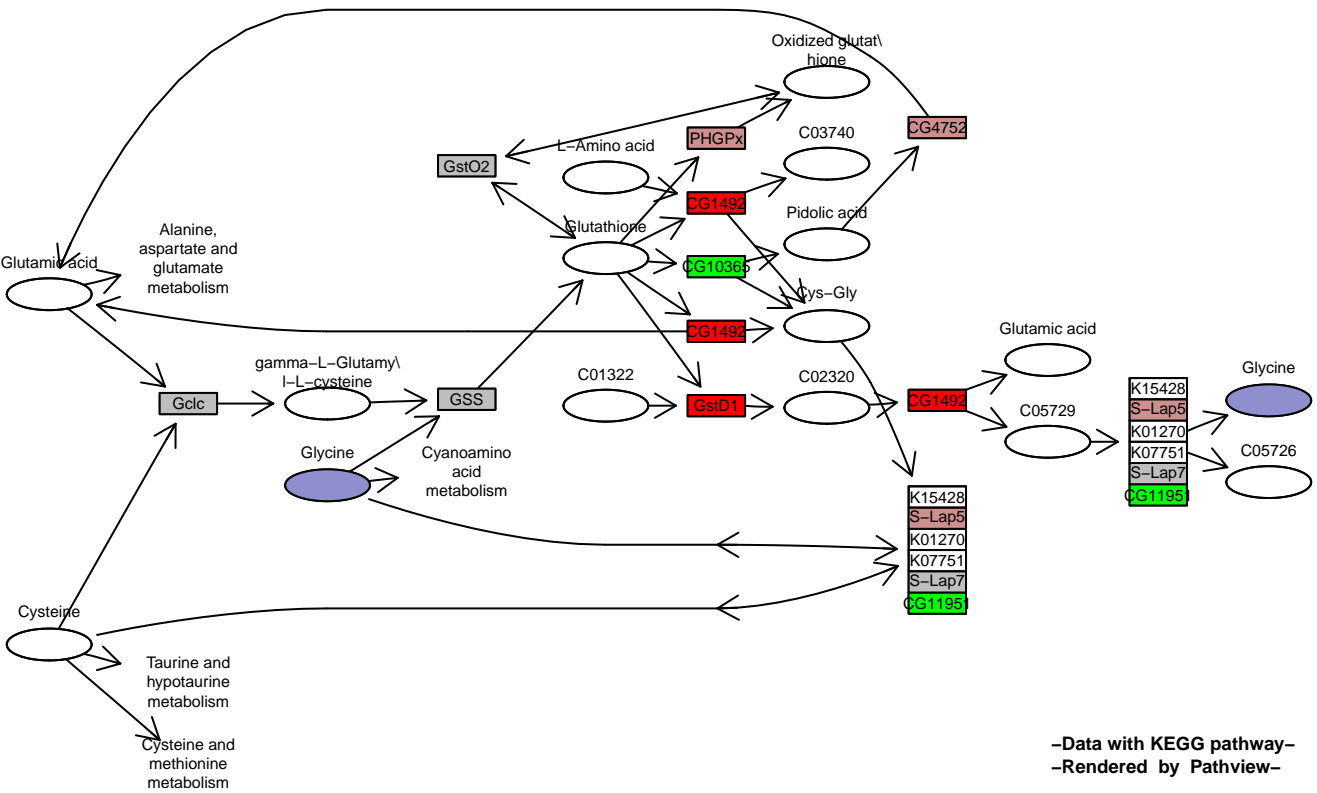 Oxidized glutat\
hione
CG4752
PHGPx
C03740
L−Amino acid
GstO2
CG1492
Pidolic acid
Glutathione
Alanine,
aspartate and
glutamate
metabolism
Glutamic acid
CG10365
Cys−Gly
CG1492
Glutamic acid
gamma−L−Glutamy\
l−L−cysteine
C01322
C02320
Glycine
Gclc
GSS
GstD1
CG1492
C05729
K15428
S−Lap5
K01270
K07751
S−Lap7
CG11951
C05726
Glycine
Cyanoamino
acid
metabolism
K15428
S−Lap5
K01270
K07751
S−Lap7
CG11951
Cysteine
Taurine and
hypotaurine
metabolism
Cysteine and
methionine
metabolism
−Data with KEGG pathway−
−Rendered by Pathview−